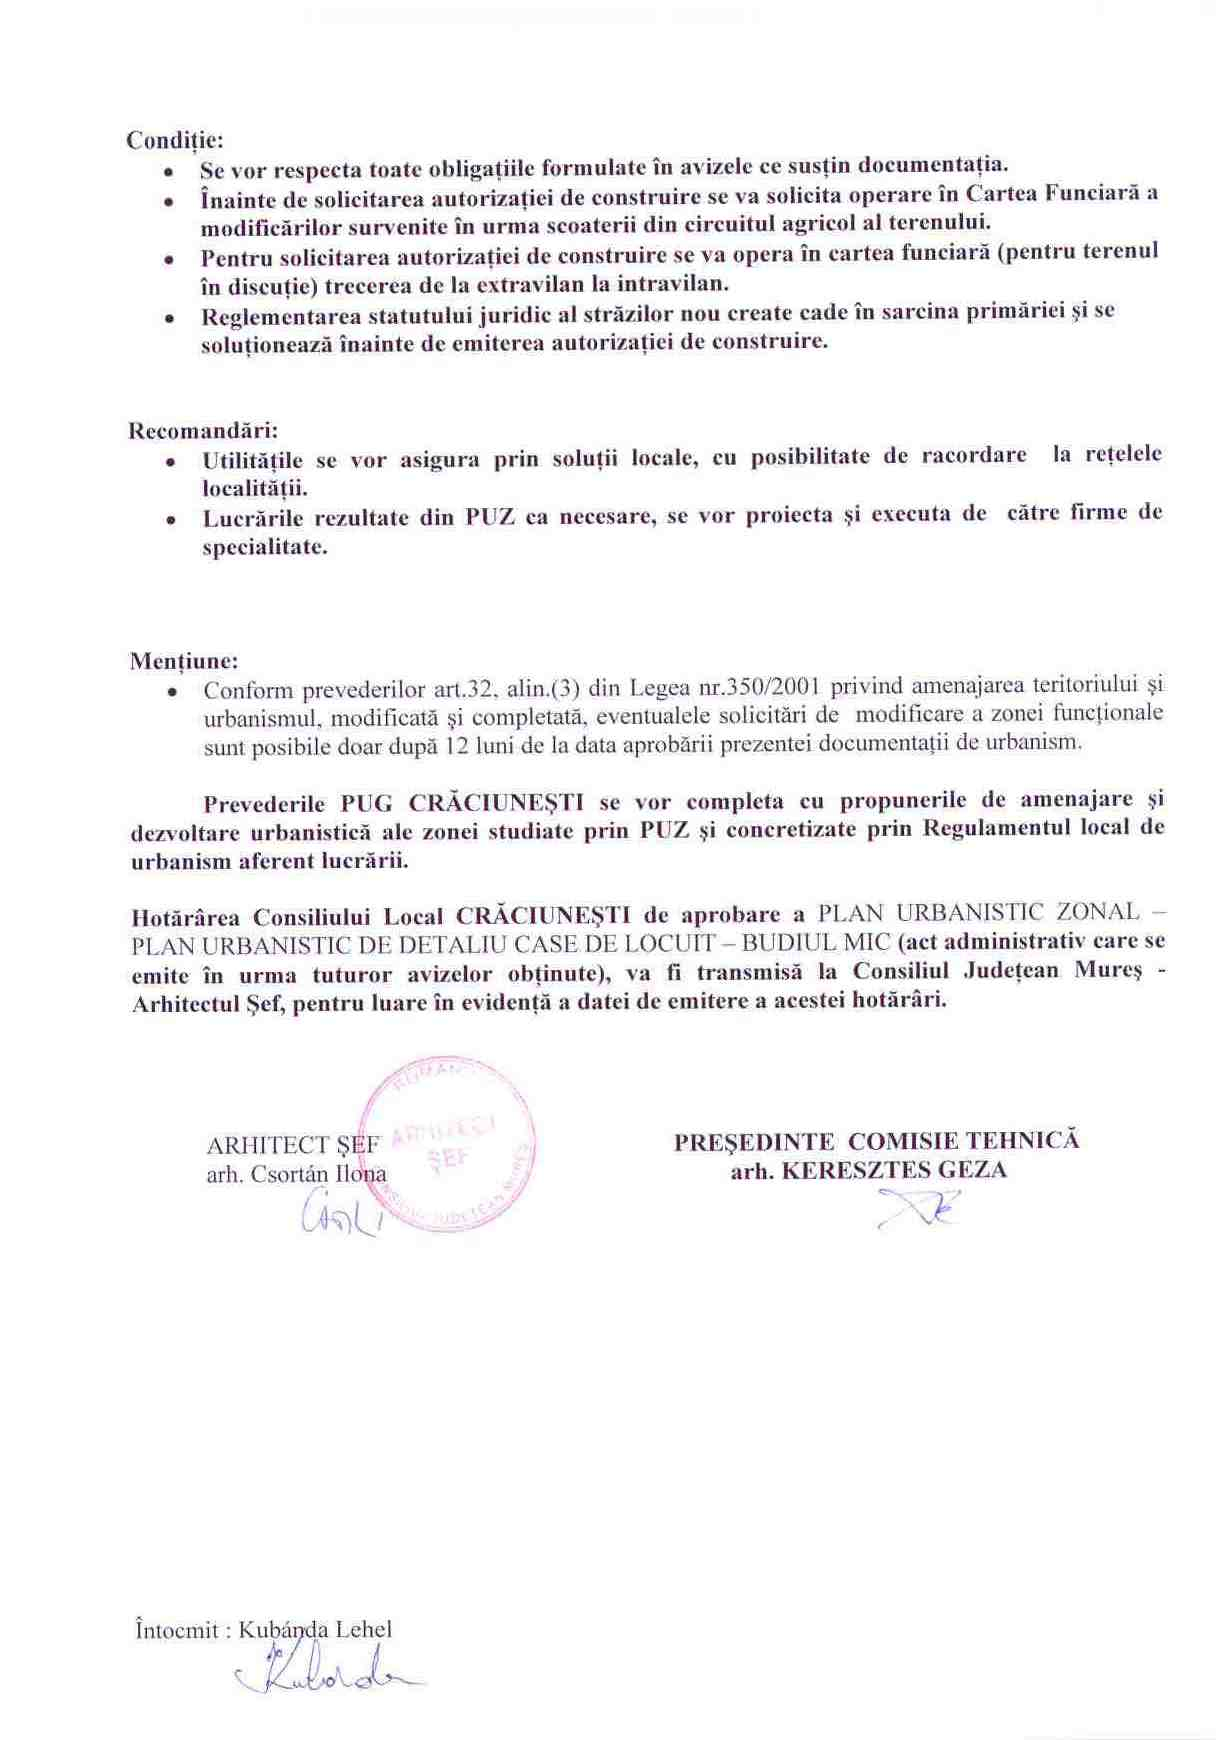 Condiție:
• Se vor respecta toate obligațiile formulate în avizele ce susțin documentația.
• Înainte de solicitarea autorizației de construire se va solicita operare în Cartea Funciară a
modificărilor survenite în urma scoaterii din circuitul agricol al terenului.
• Pentru solicitarea autorizației de construire se va opera în cartea funciară (pentru terenul
în discuție) trecerea de la extravilan la intravilan.
• Reglementarea statutului juridic al străzilor nou create cade în sarcina primăriei și se
soluționează înainte de emiterea autorizației de construire.
Recomandări:
• Utilitățile se vor asigura prin soluții locale, cu posibilitate de racordare la rețelele
localității.
• Lucrările rezultate din PUZ ca necesare, se vor proiecta și executa de către firme de
specialitate.
Mențiune:
• Conform prevederilor art.32, alin.(3) din Legea nr.350/2001 privind amenajarea teritoriului și
urbanismul, modificată și completată, eventualele solicitări de modificare a zonei funcționale
sunt posibile doar după 12 luni de la data aprobării prezentei documentații de urbanism.
Prevederile PUG CRĂCIUNEȘTI se vor completa cu propunerile de amenajare și
dezvoltare urbanistică ale zonei studiate prin PUZ și concretizate prin Regulamentul local de
urbanism aferent lucrării.
Hotărârea Consiliului Local CRĂCIUNEȘTI de aprobare a PLAN URBANISTIC ZONAL –
PLAN URBANISTIC DE DETALIU CASE DE LOCUIT – BUDIUL MIC (act administrativ care se
emite în urma tuturor avizelor obținute), va fi transmisă la Consiliul Județean Mureș -
Arhitectul Șef, pentru luare în evidență a datei de emitere a acestei hotărâri.
ARHITECT ȘEF
arh. Csortán Ilona
ARHITECT
ȘEF
JUDEȚEAN MUREȘ
PREȘEDINTE COMISIE TEHNICĂ
arh. KERESZTES GEZA
Întocmit : Kubánda Lehel